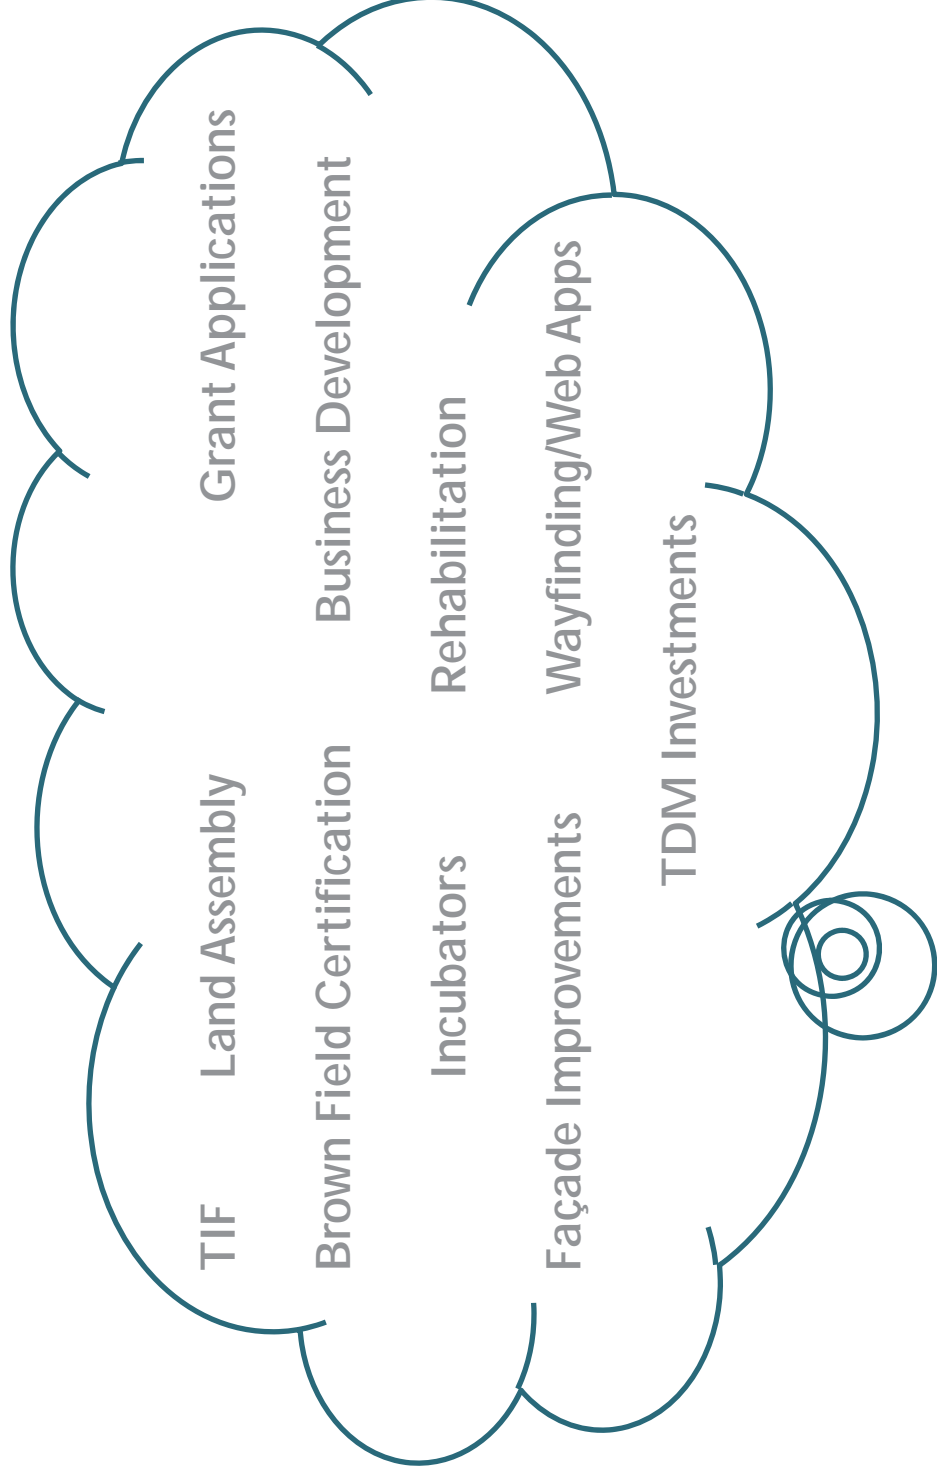 TIF Land Assembly Grant Applications
Brown Field Certification Business Development
Incubators Rehabilitation
Façade Improvements Wayfinding/Web Apps
TDM Investments